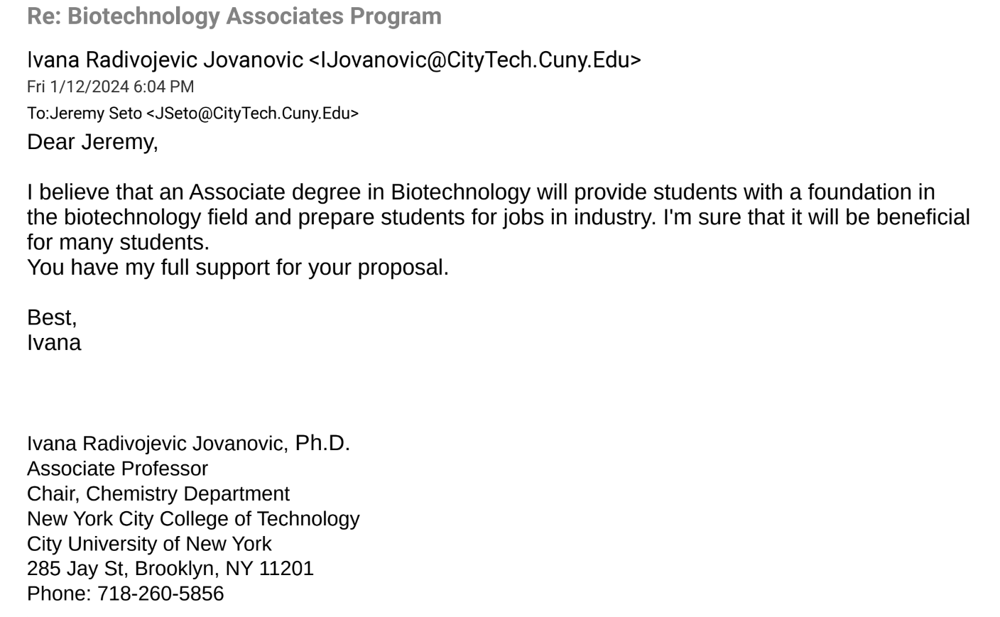 Re: Biotechnology Associates Program
Ivana Radivojevic Jovanovic <IJovanovic@CityTech.Cuny.Edu>
Fri 1/12/2024 6:04 PM
To:Jeremy Seto <JSeto@CityTech.Cuny.Edu>
Dear Jeremy,
I believe that an Associate degree in Biotechnology will provide students with a foundation in
the biotechnology field and prepare students for jobs in industry. I'm sure that it will be beneficial
for many students.
You have my full support for your proposal.
Best,
Ivana
Ivana Radivojevic Jovanovic, Ph.D.
Associate Professor
Chair, Chemistry Department
New York City College of Technology
City University of New York
285 Jay St, Brooklyn, NY 11201
Phone: 718-260-5856